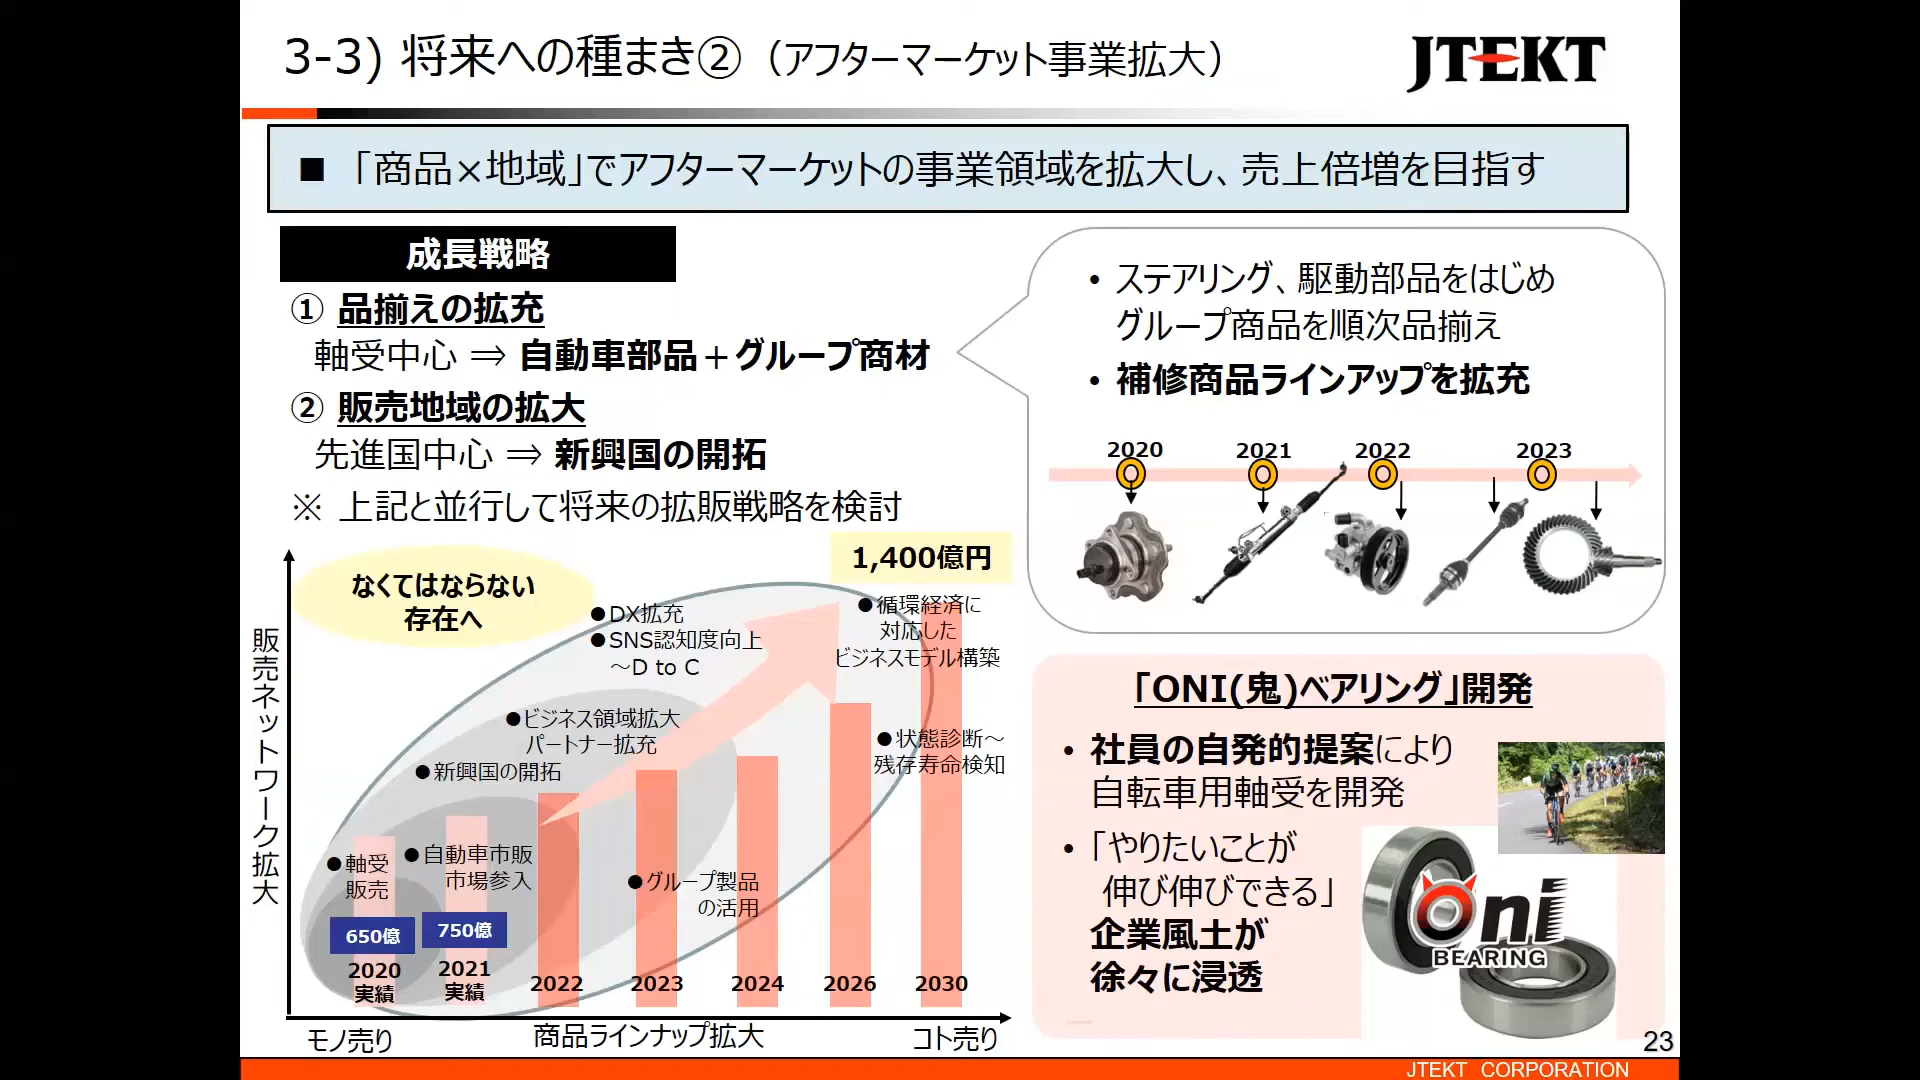 3-3) 将来への種まき②（アフターマーケット事業拡大）
JTEKT
■ 「商品×地域」でアフターマーケットの事業領域を拡大し、売上倍増を目指す
成長戦略
① 品揃えの拡充
軸受中心 ⇒ 自動車部品＋グループ商材
② 販売地域の拡大
先進国中心 ⇒ 新興国の開拓
※ 上記と並行して将来の拡販戦略を検討
• ステアリング、駆動部品をはじめ
グループ商品を順次品揃え
• 補修商品ラインアップを拡充
2020 2021 2022 2023
販売ネットワーク拡大
なくてはならない
存在へ
1,400億円
●DX拡充
●SNS認知度向上
～D to C
●循環経済に
対応した
ビジネスモデル構築
●ビジネス領域拡大
パートナー拡充
●新興国の開拓
●状態診断～
残存寿命検知
●軸受
販売
●自動車市販
市場参入
●グループ製品
の活用
650億
750億
2020
実績
2021
実績
2022 2023 2024 2026 2030
モノ売り
商品ラインナップ拡大
コト売り
「ONI(鬼)ベアリング」開発
• 社員の自発的提案により
自転車用軸受を開発
• 「やりたいことが
伸び伸びできる」
企業風土が
徐々に浸透
Oni
BEARING
23
JTEKT CORPORATION